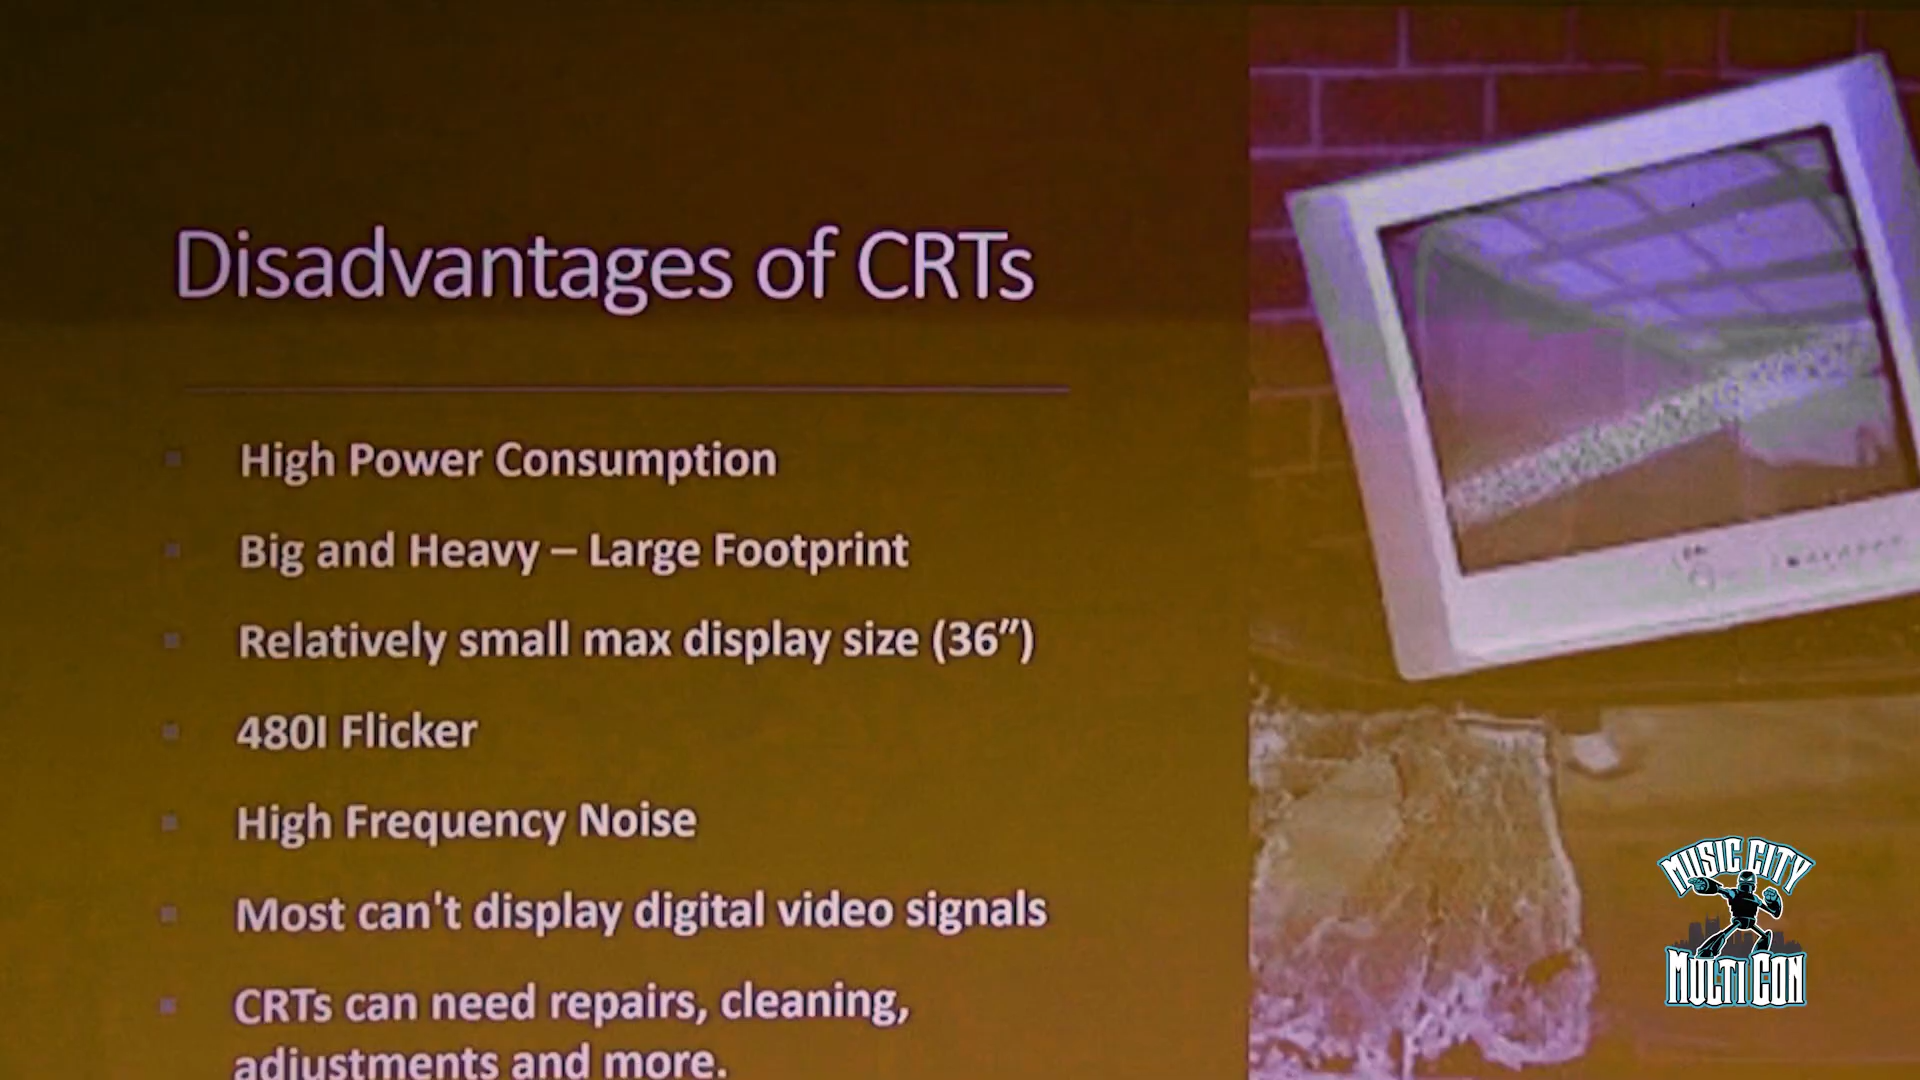 Disadvantages of CRTs
High Power Consumption
Big and Heavy – Large Footprint
Relatively small max display size (36”)
480I Flicker
High Frequency Noise
Most can't display digital video signals
CRTs can need repairs, cleaning,
adjustments and more.
MUSIC CITY
MULTI CON